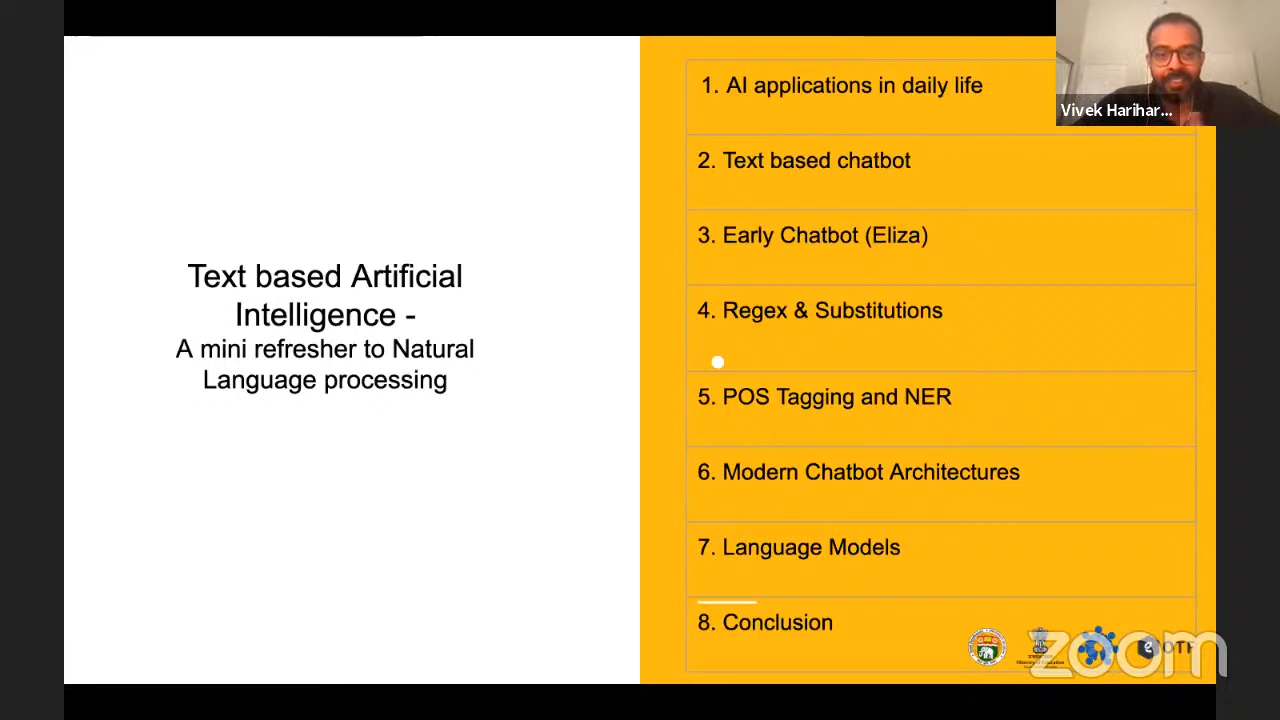 Text based Artificial
Intelligence -
A mini refresher to Natural
Language processing
1. AI applications in daily life
2. Text based chatbot
3. Early Chatbot (Eliza)
4. Regex & Substitutions
5. POS Tagging and NER
6. Modern Chatbot Architectures
7. Language Models
8. Conclusion
Vivek Harihar...
zoom